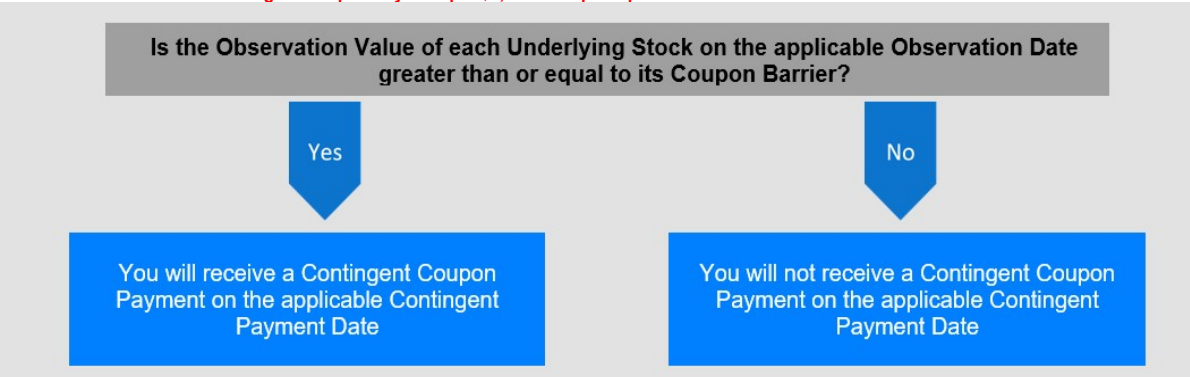 Is the Observation Value of each Underlying Stock on the applicable Observation Date
greater than or equal to its Coupon Barrier?
Yes
No
You will receive a Contingent Coupon
Payment on the applicable Contingent
Payment Date
You will not receive a Contingent Coupon
Payment on the applicable Contingent
Payment Date